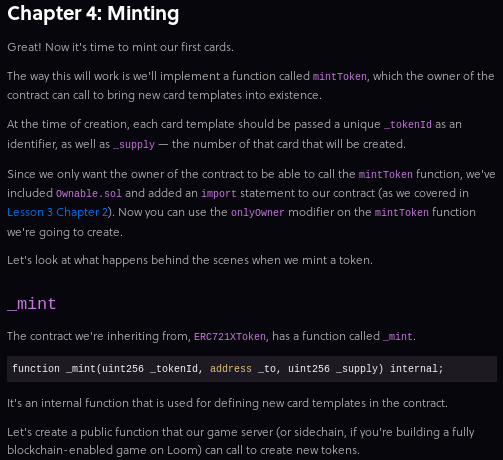 Chapter 4: Minting
Great! Now it's time to mint our first cards.
The way this will work is we'll implement a function called mintToken, which the owner of the
contract can call to bring new card templates into existence.
At the time of creation, each card template should be passed a unique _tokenId as an
identifier, as well as _supply — the number of that card that will be created.
Since we only want the owner of the contract to be able to call the mintToken function, we've
included Ownable.sol and added an import statement to our contract (as we covered in
Lesson 3 Chapter 2). Now you can use the onlyOwner modifier on the mintToken function
we're going to create.
Let's look at what happens behind the scenes when we mint a token.
_mint
The contract we're inheriting from, ERC721XToken, has a function called _mint.
function _mint(uint256 _tokenId, address _to, uint256 _supply) internal;
It's an internal function that is used for defining new card templates in the contract.
Let's create a public function that our game server (or sidechain, if you're building a fully
blockchain-enabled game on Loom) can call to create new tokens.